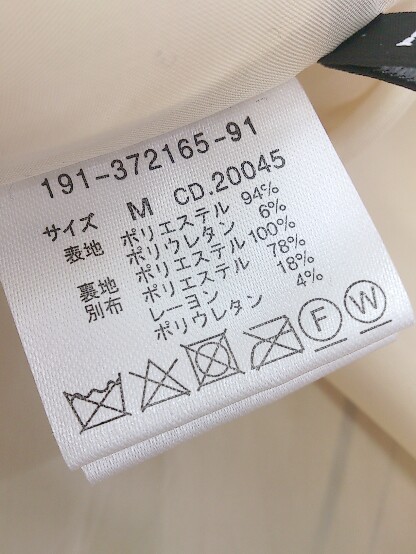 191-372165-91
サイズ M CD.20045
表地 ポリエステル 94%
ポリウレタン 6%
裏地 ポリエステル 100%
別布 ポリエステル 78%
レーヨン 18%
ポリウレタン 4%
F W